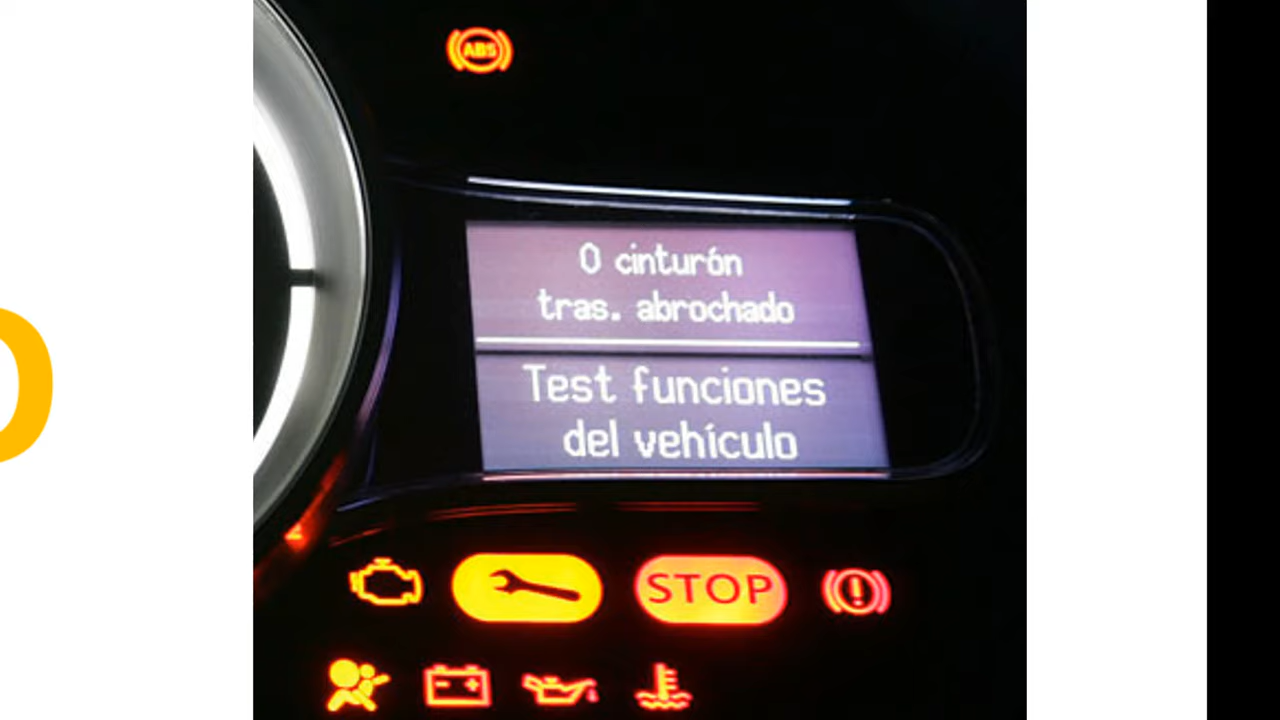 ABS
0 cinturón
tras. abrochado
Test funciones
del vehículo
STOP